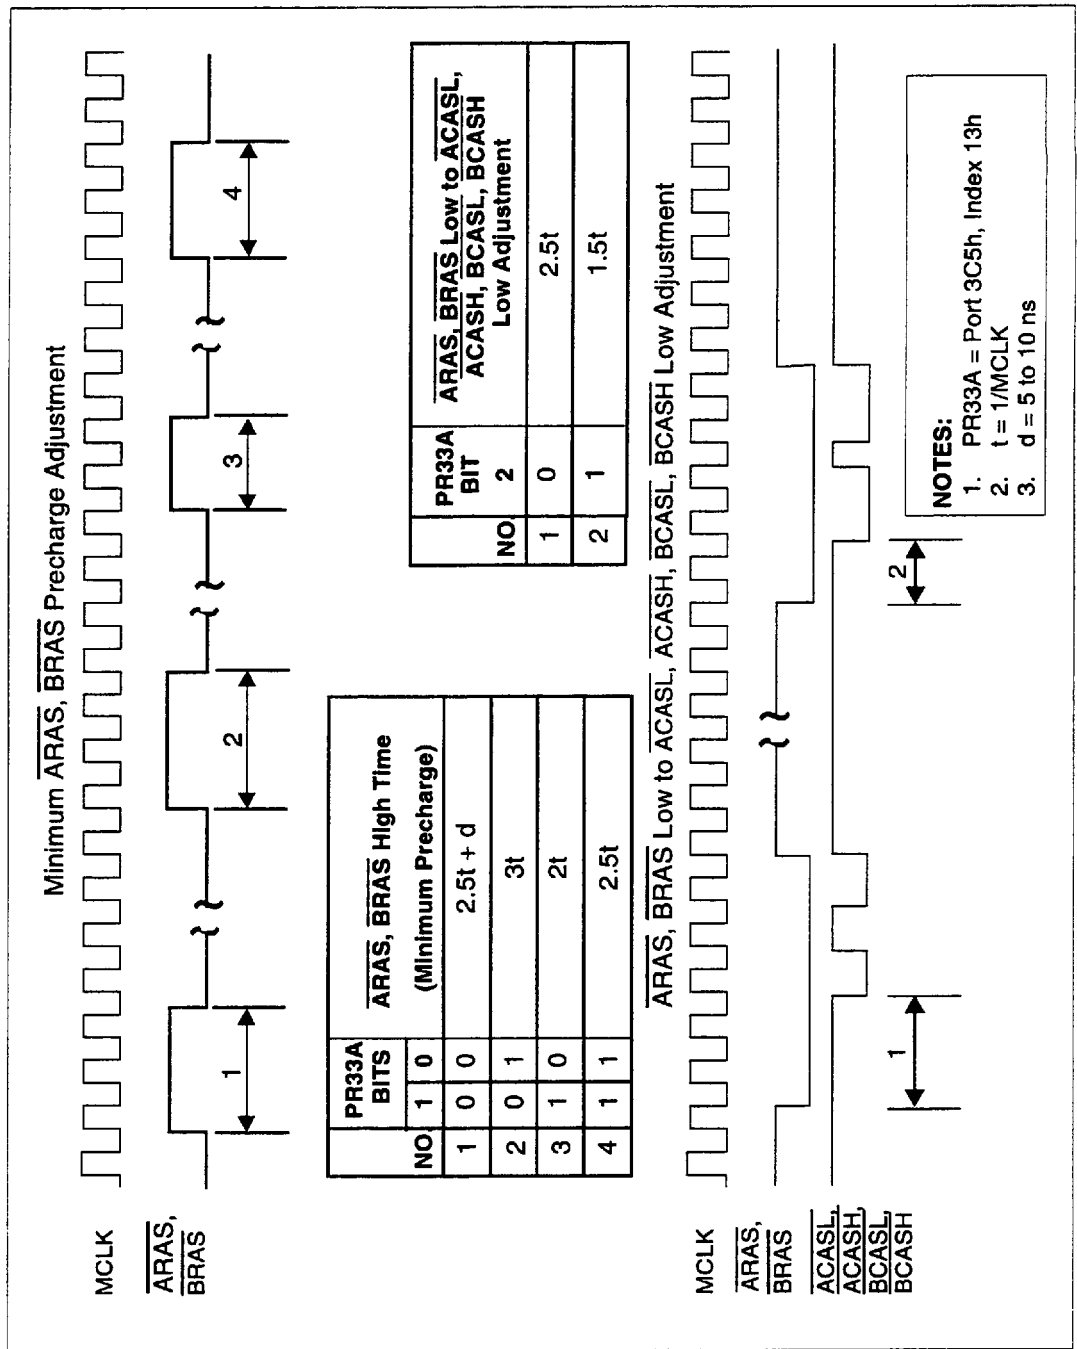 Minimum ARAS, BRAS Precharge Adjustment
MCLK
ARAS,
BRAS
1
2
3
4
NO. PR33A BITS ARAS, BRAS High Time
1 0 (Minimum Precharge)
1 0 0 2.5t + d
2 0 1 3t
3 1 0 2t
4 1 1 2.5t
NO. PR33A BIT 2 ARAS, BRAS Low to ACASL,
ACASH, BCASL, BCASH
Low Adjustment
1 0 2.5t
2 1 1.5t
ARAS, BRAS Low to ACASL, ACASH, BCASL, BCASH Low Adjustment
MCLK
ARAS,
BRAS
ACASL,
ACASH,
BCASL,
BCASH
1
2
NOTES:
1. PR33A = Port 3C5h, Index 13h
2. t = 1/MCLK
3. d = 5 to 10 ns